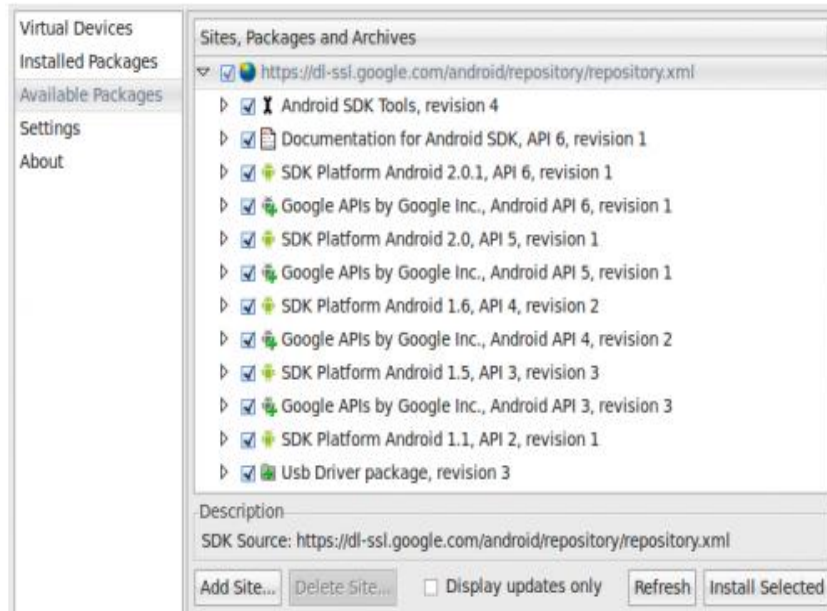 Virtual Devices
Installed Packages
Available Packages
Settings
About
Sites, Packages and Archives
https://dl-ssl.google.com/android/repository/repository.xml
Android SDK Tools, revision 4
Documentation for Android SDK, API 6, revision 1
SDK Platform Android 2.0.1, API 6, revision 1
Google APIs by Google Inc., Android API 6, revision 1
SDK Platform Android 2.0, API 5, revision 1
Google APIs by Google Inc., Android API 5, revision 1
SDK Platform Android 1.6, API 4, revision 2
Google APIs by Google Inc., Android API 4, revision 2
SDK Platform Android 1.5, API 3, revision 3
Google APIs by Google Inc., Android API 3, revision 3
SDK Platform Android 1.1, API 2, revision 1
Usb Driver package, revision 3
Description
SDK Source: https://dl-ssl.google.com/android/repository/repository.xml
Add Site... Delete Site... Display updates only Refresh Install Selected